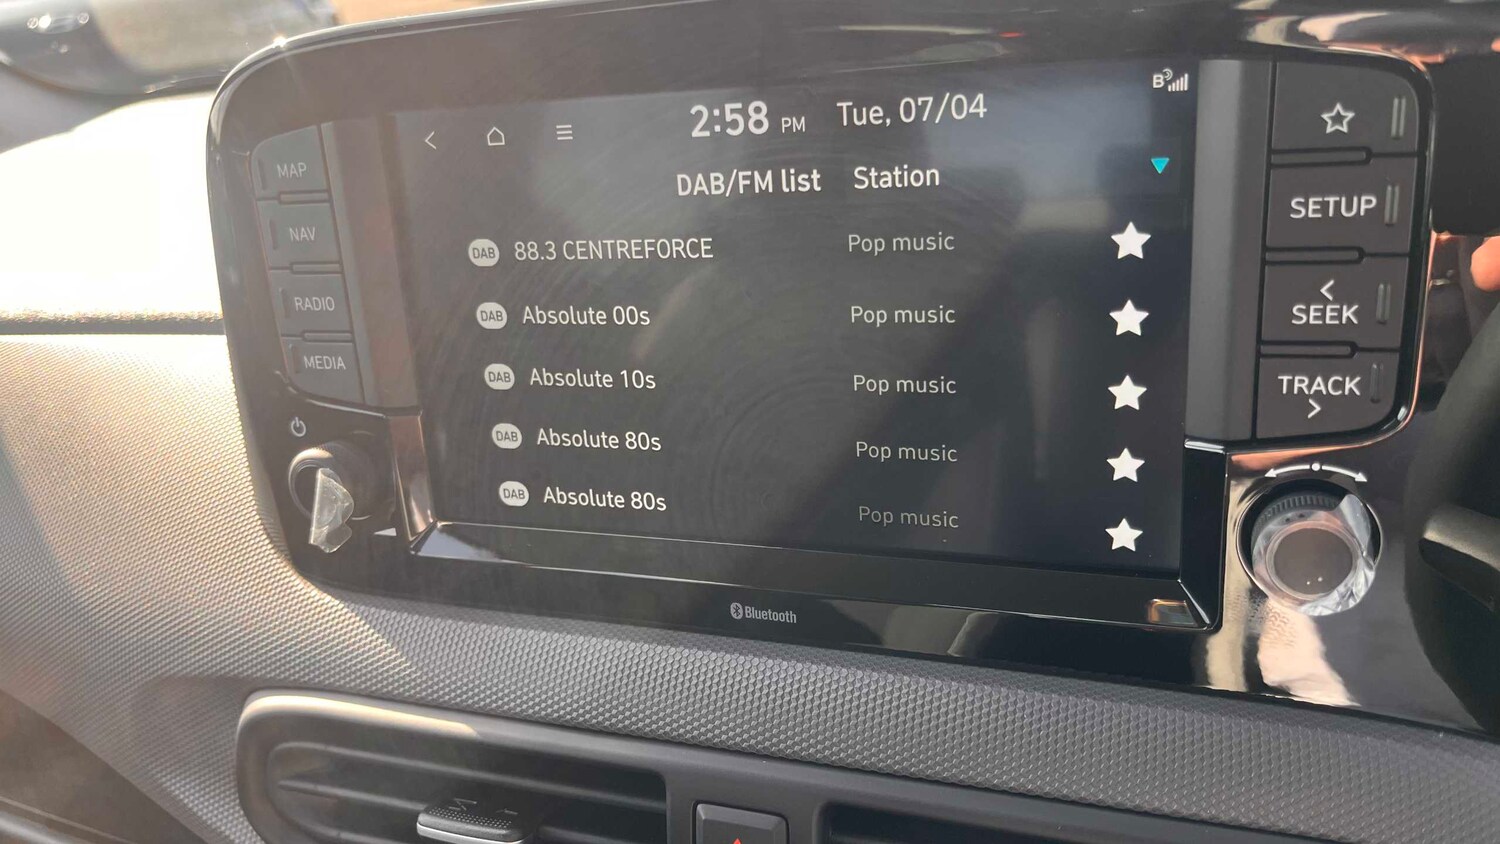 2:58 PM Tue, 07/04
B
DAB/FM list Station
DAB 88.3 CENTREFORCE Pop music
DAB Absolute 00s Pop music
DAB Absolute 10s Pop music
DAB Absolute 80s Pop music
DAB Absolute 80s Pop music
MAP
NAV
RADIO
MEDIA
SETUP
< SEEK
TRACK >
Bluetooth